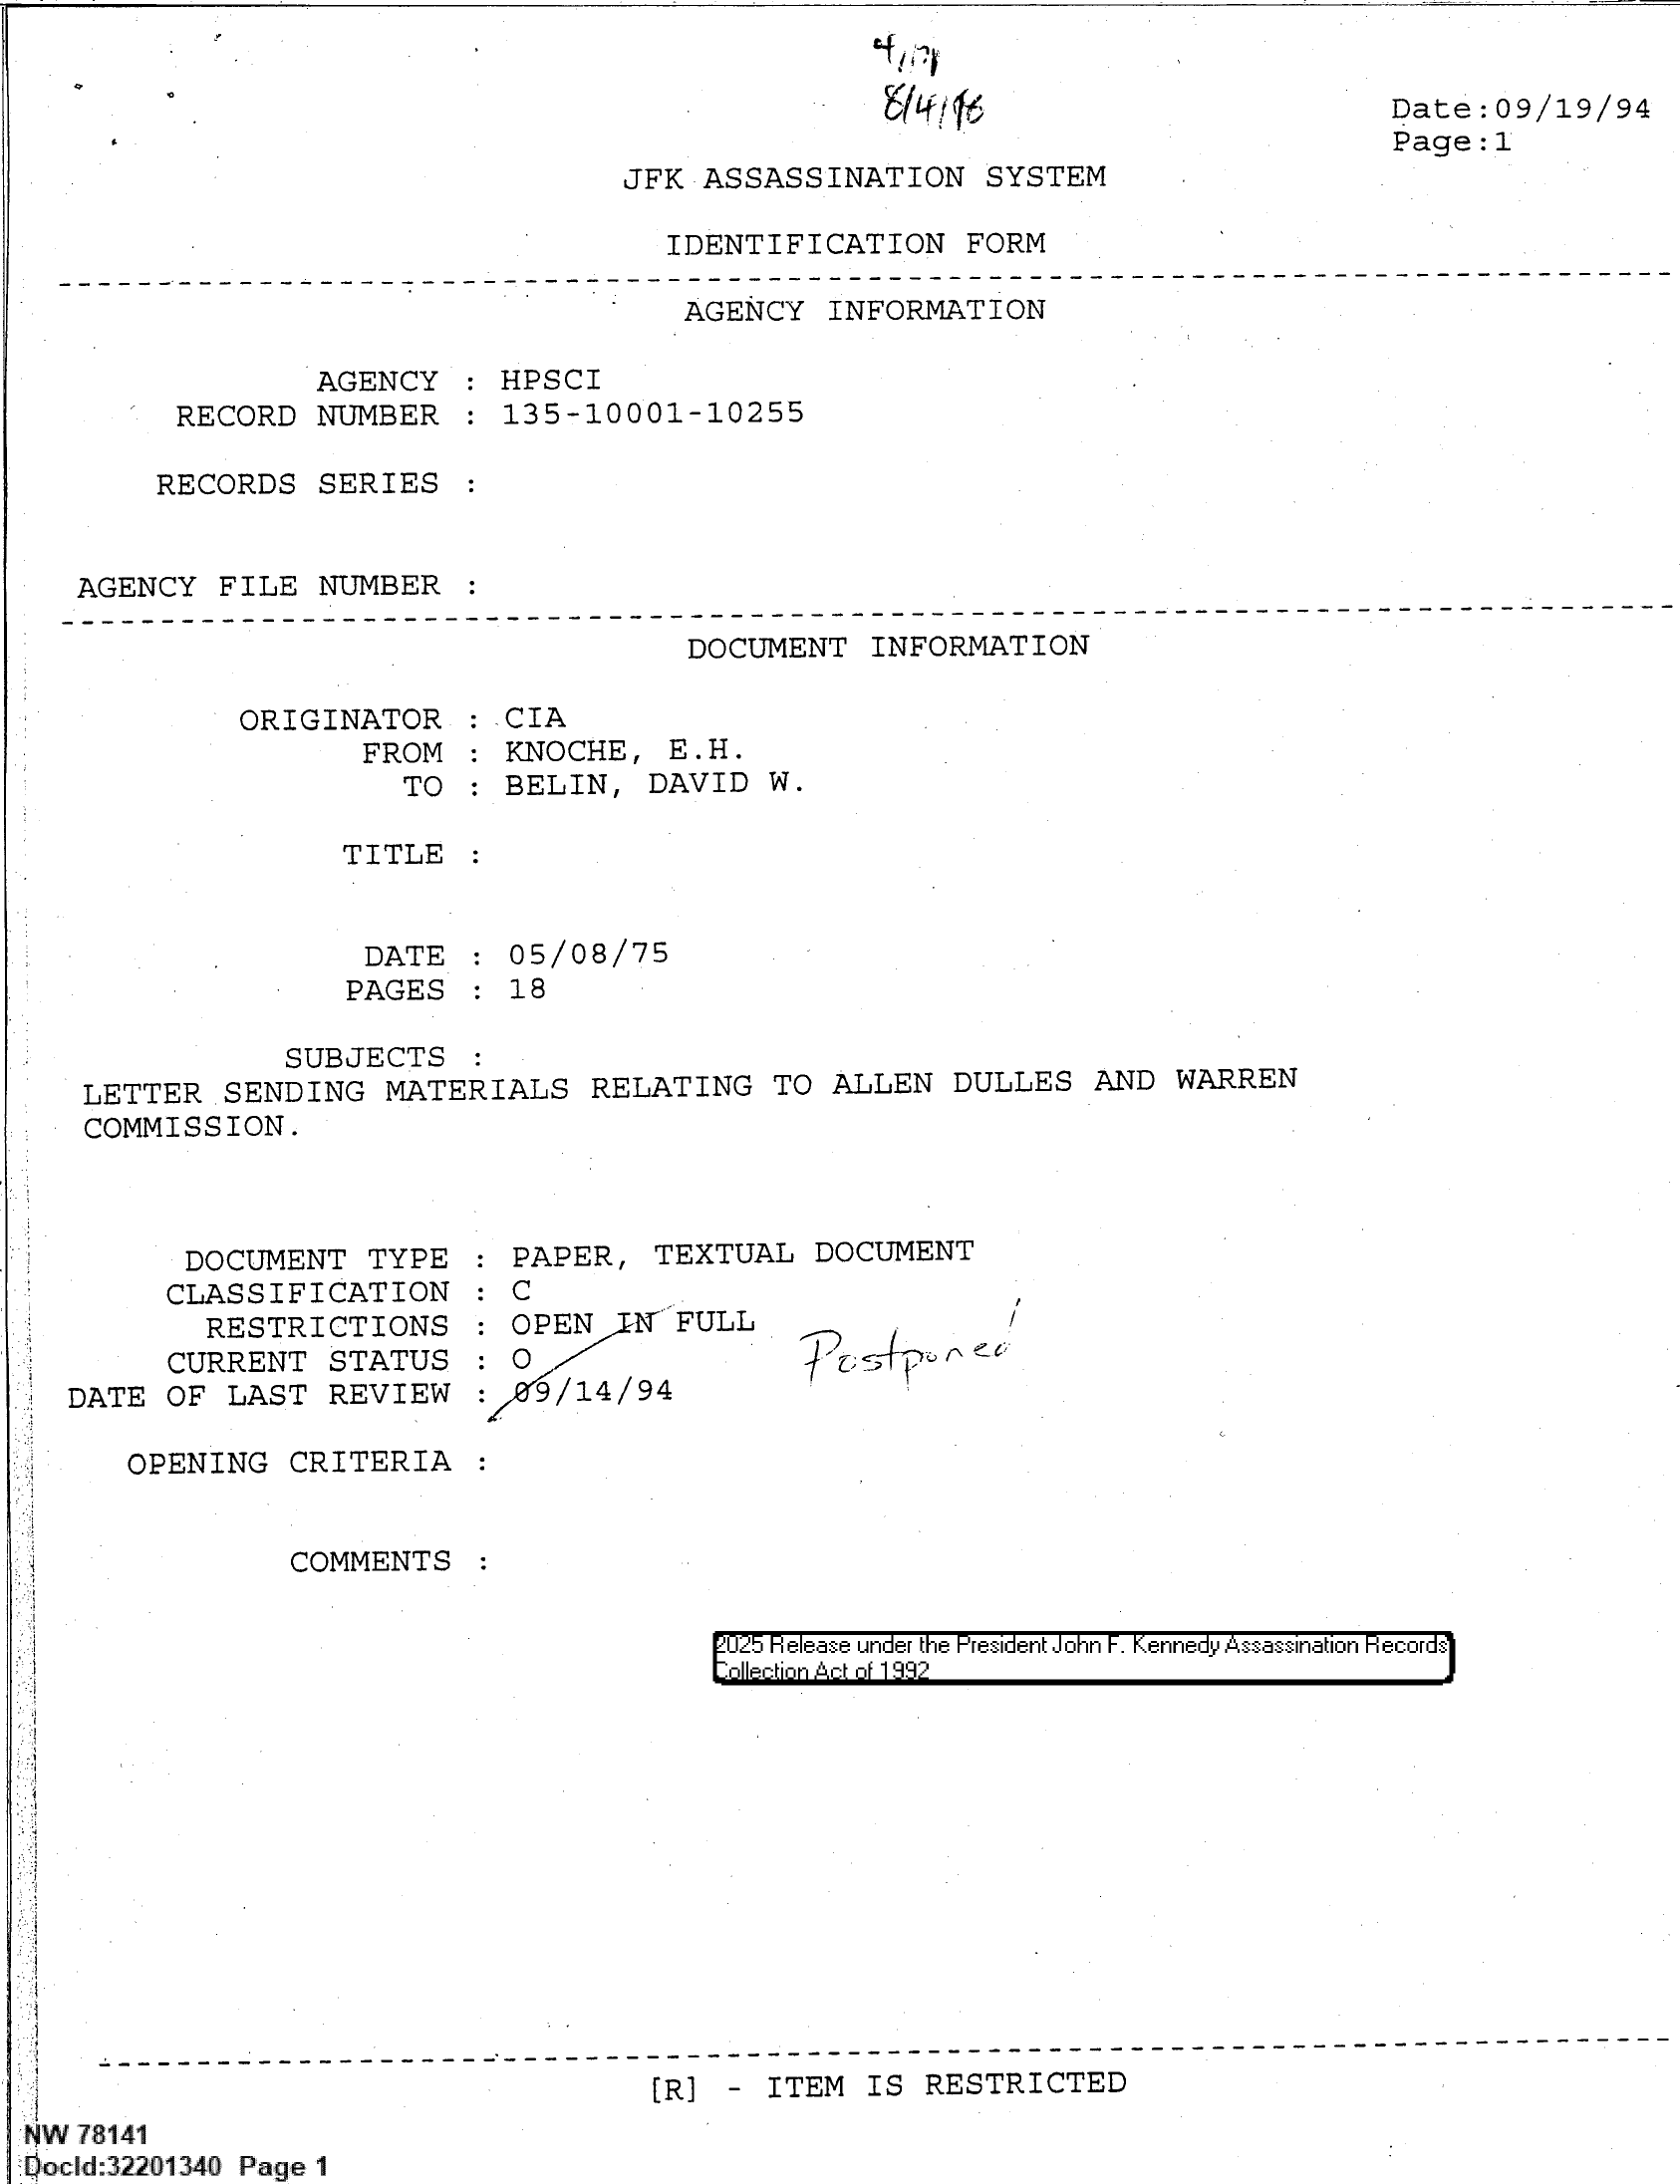 8/4/98
Date:09/19/94
Page:1
JFK ASSASSINATION SYSTEM
IDENTIFICATION FORM
AGENCY INFORMATION
AGENCY : HPSCI
RECORD NUMBER : 135-10001-10255
RECORDS SERIES :
AGENCY FILE NUMBER :
DOCUMENT INFORMATION
ORIGINATOR : CIA
FROM : KNOCHE, E.H.
TO : BELIN, DAVID W.
TITLE :
DATE : 05/08/75
PAGES : 18
SUBJECTS :
LETTER SENDING MATERIALS RELATING TO ALLEN DULLES AND WARREN
COMMISSION.
DOCUMENT TYPE : PAPER, TEXTUAL DOCUMENT
CLASSIFICATION : C
RESTRICTIONS : OPEN IN FULL
Postponed
CURRENT STATUS : O
DATE OF LAST REVIEW : 09/14/94
OPENING CRITERIA :
COMMENTS :
2025 Release under the President John F. Kennedy Assassination Records
Collection Act of 1992
[R] - ITEM IS RESTRICTED
NW 78141
DocId:32201340 Page 1